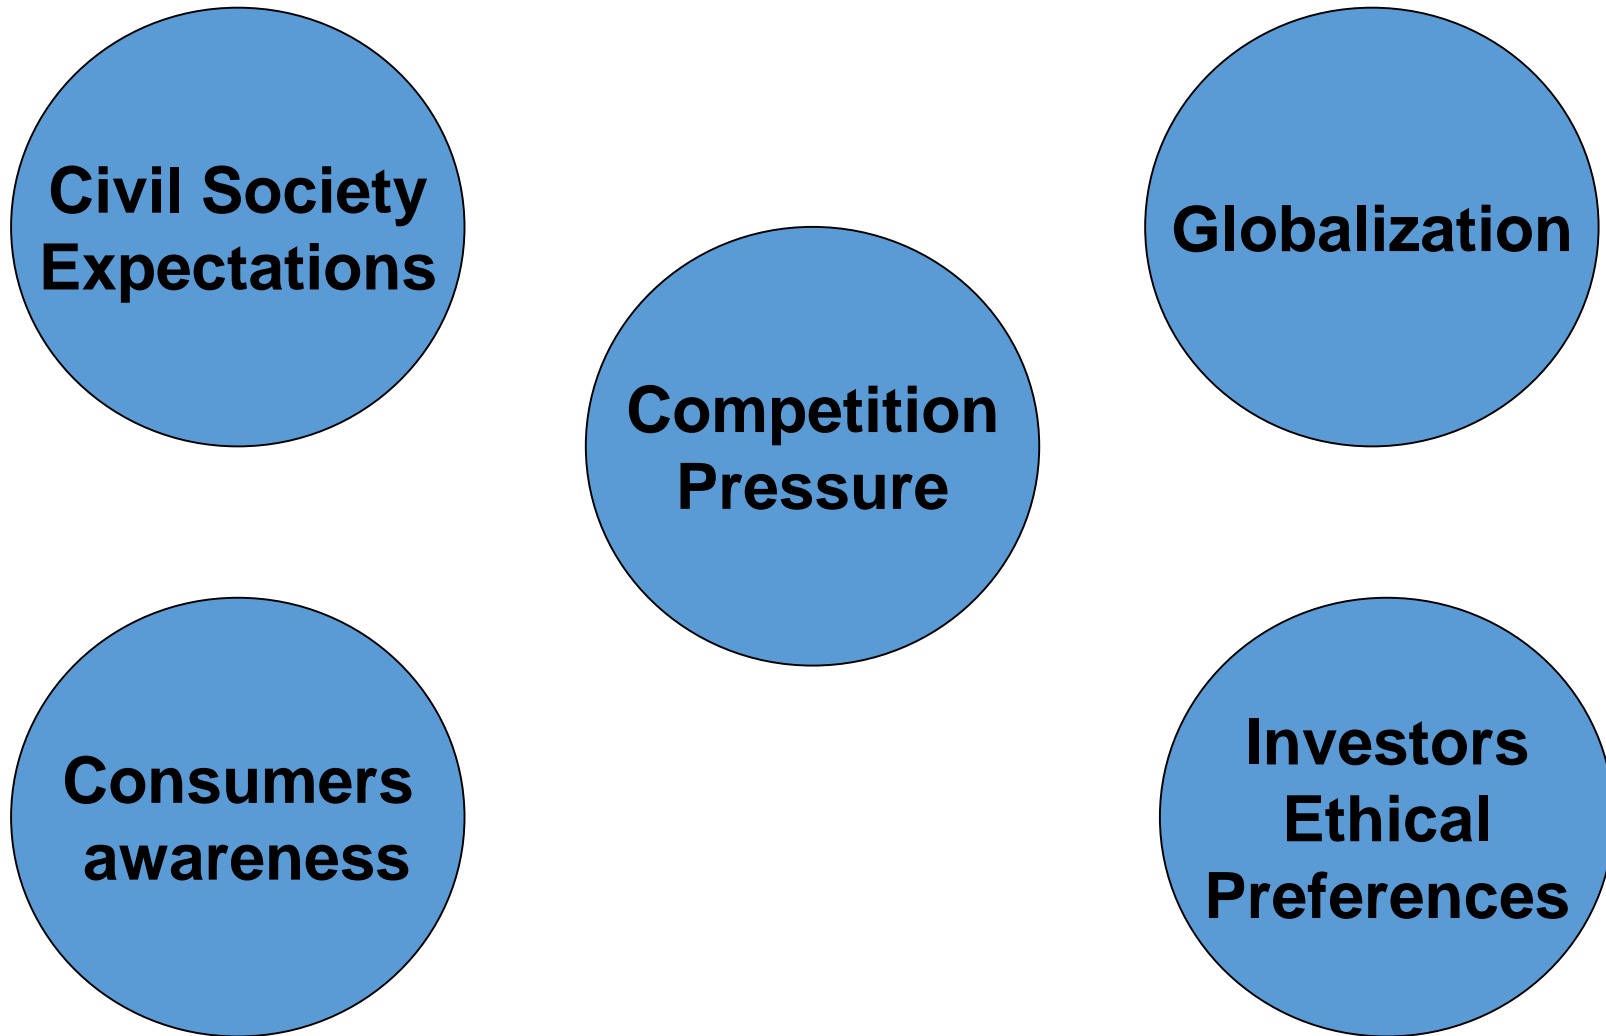 Civil Society
Expectations
Globalization
Competition
Pressure
Consumers
awareness
Investors
Ethical
Preferences